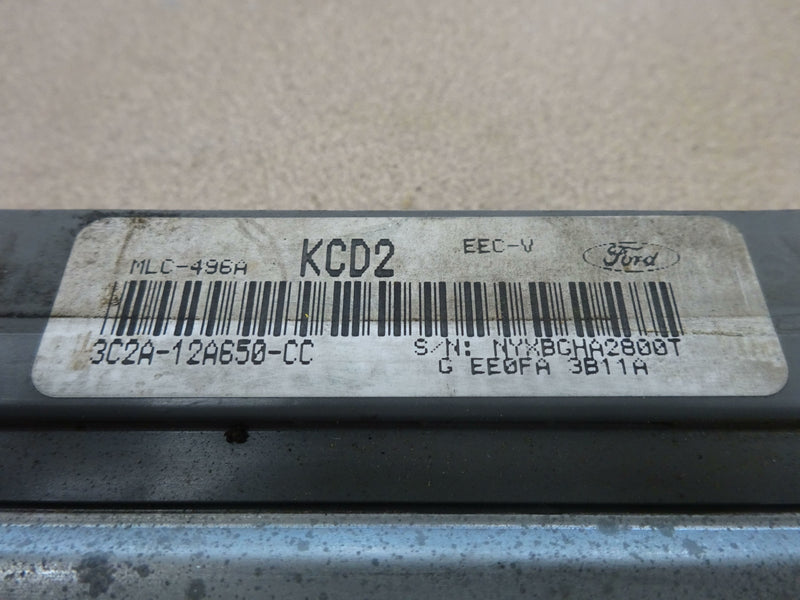 MLC-496A KCD2 EEC-V Ford
3C2A-12A650-CC S/N: NYXBGHA2800T
G EE0FA 3B11A